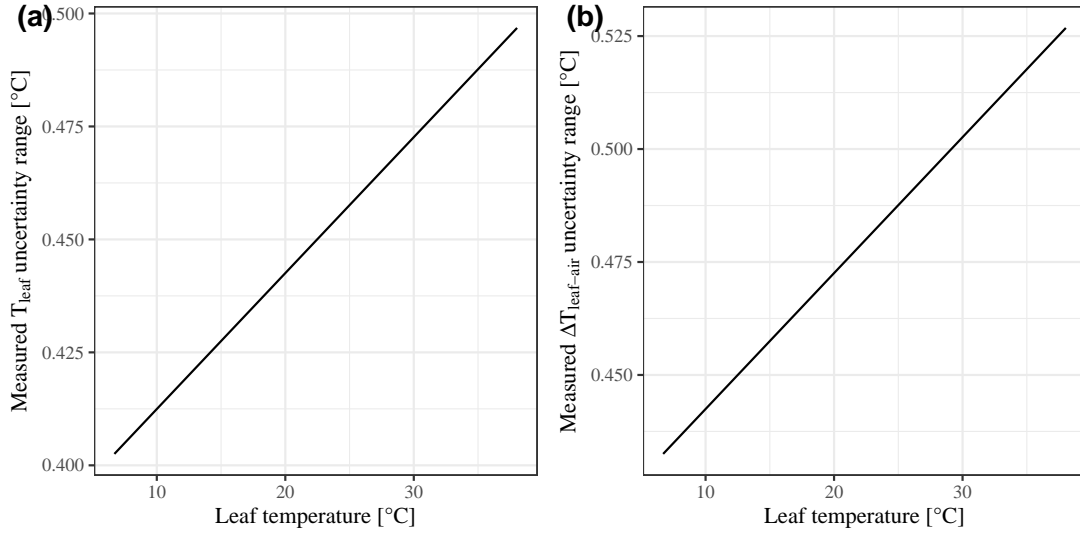 (a)
0.500
0.475
0.450
0.425
0.400
Measured T_leaf uncertainty range [°C]
10 20 30
Leaf temperature [°C]
(b)
0.525
0.500
0.475
0.450
Measured ΔT_leaf−air uncertainty range [°C]
10 20 30
Leaf temperature [°C]